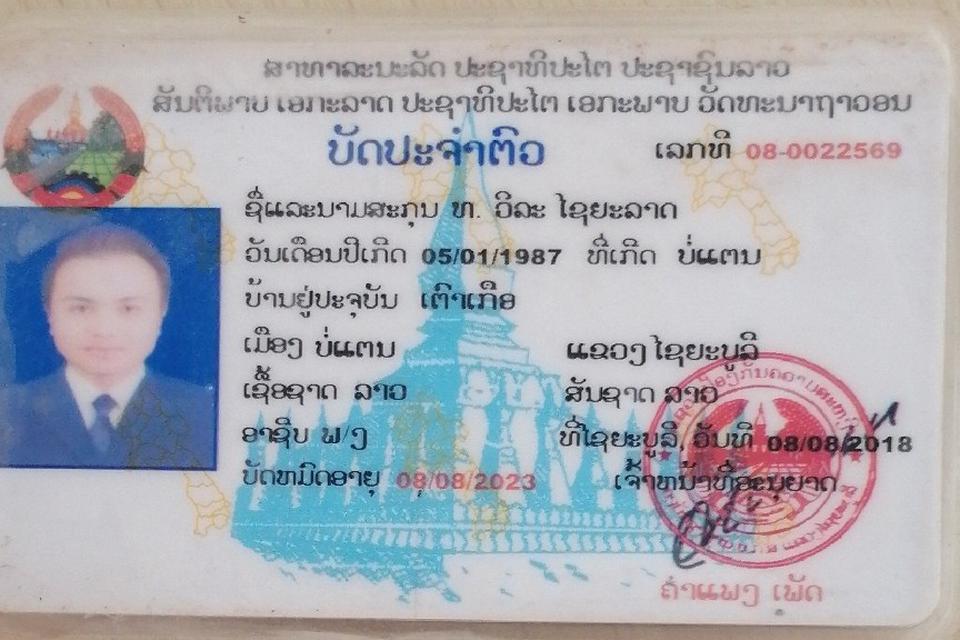 ສາທາລະນະລັດ ປະຊາທິປະໄຕ ປະຊາຊົນລາວ
ສັນຕິພາບ ເອກະລາດ ປະຊາທິປະໄຕ ເອກະພາບ ວັດທະນາຖາວອນ
ບັດປະຈຳຕົວ ເລກທີ 08-0022569
ຊື່ແລະນາມສະກຸນ ທ. ວິລະ ໄຊຍະລາດ
ວັນເດືອນປີເກີດ 05/01/1987 ທີ່ເກີດ ບໍ່ແຕນ
ບ້ານຢູ່ປະຈຸບັນ ເຕົາເກືອ
ເມືອງ ບໍ່ແຕນ ແຂວງ ໄຊຍະບູລີ
ເຊື້ອຊາດ ລາວ ສັນຊາດ ລາວ
ອາຊີບ ພ/ງ ທີ່ໄຊຍະບູລີ, ວັນທີ 08/08/2018
ບັດຫມົດອາຍຸ 08/08/2023 ເຈົ້າຫນ້າທີ່ອະນຸຍາດ
ຄຳແພງ ເພັດ